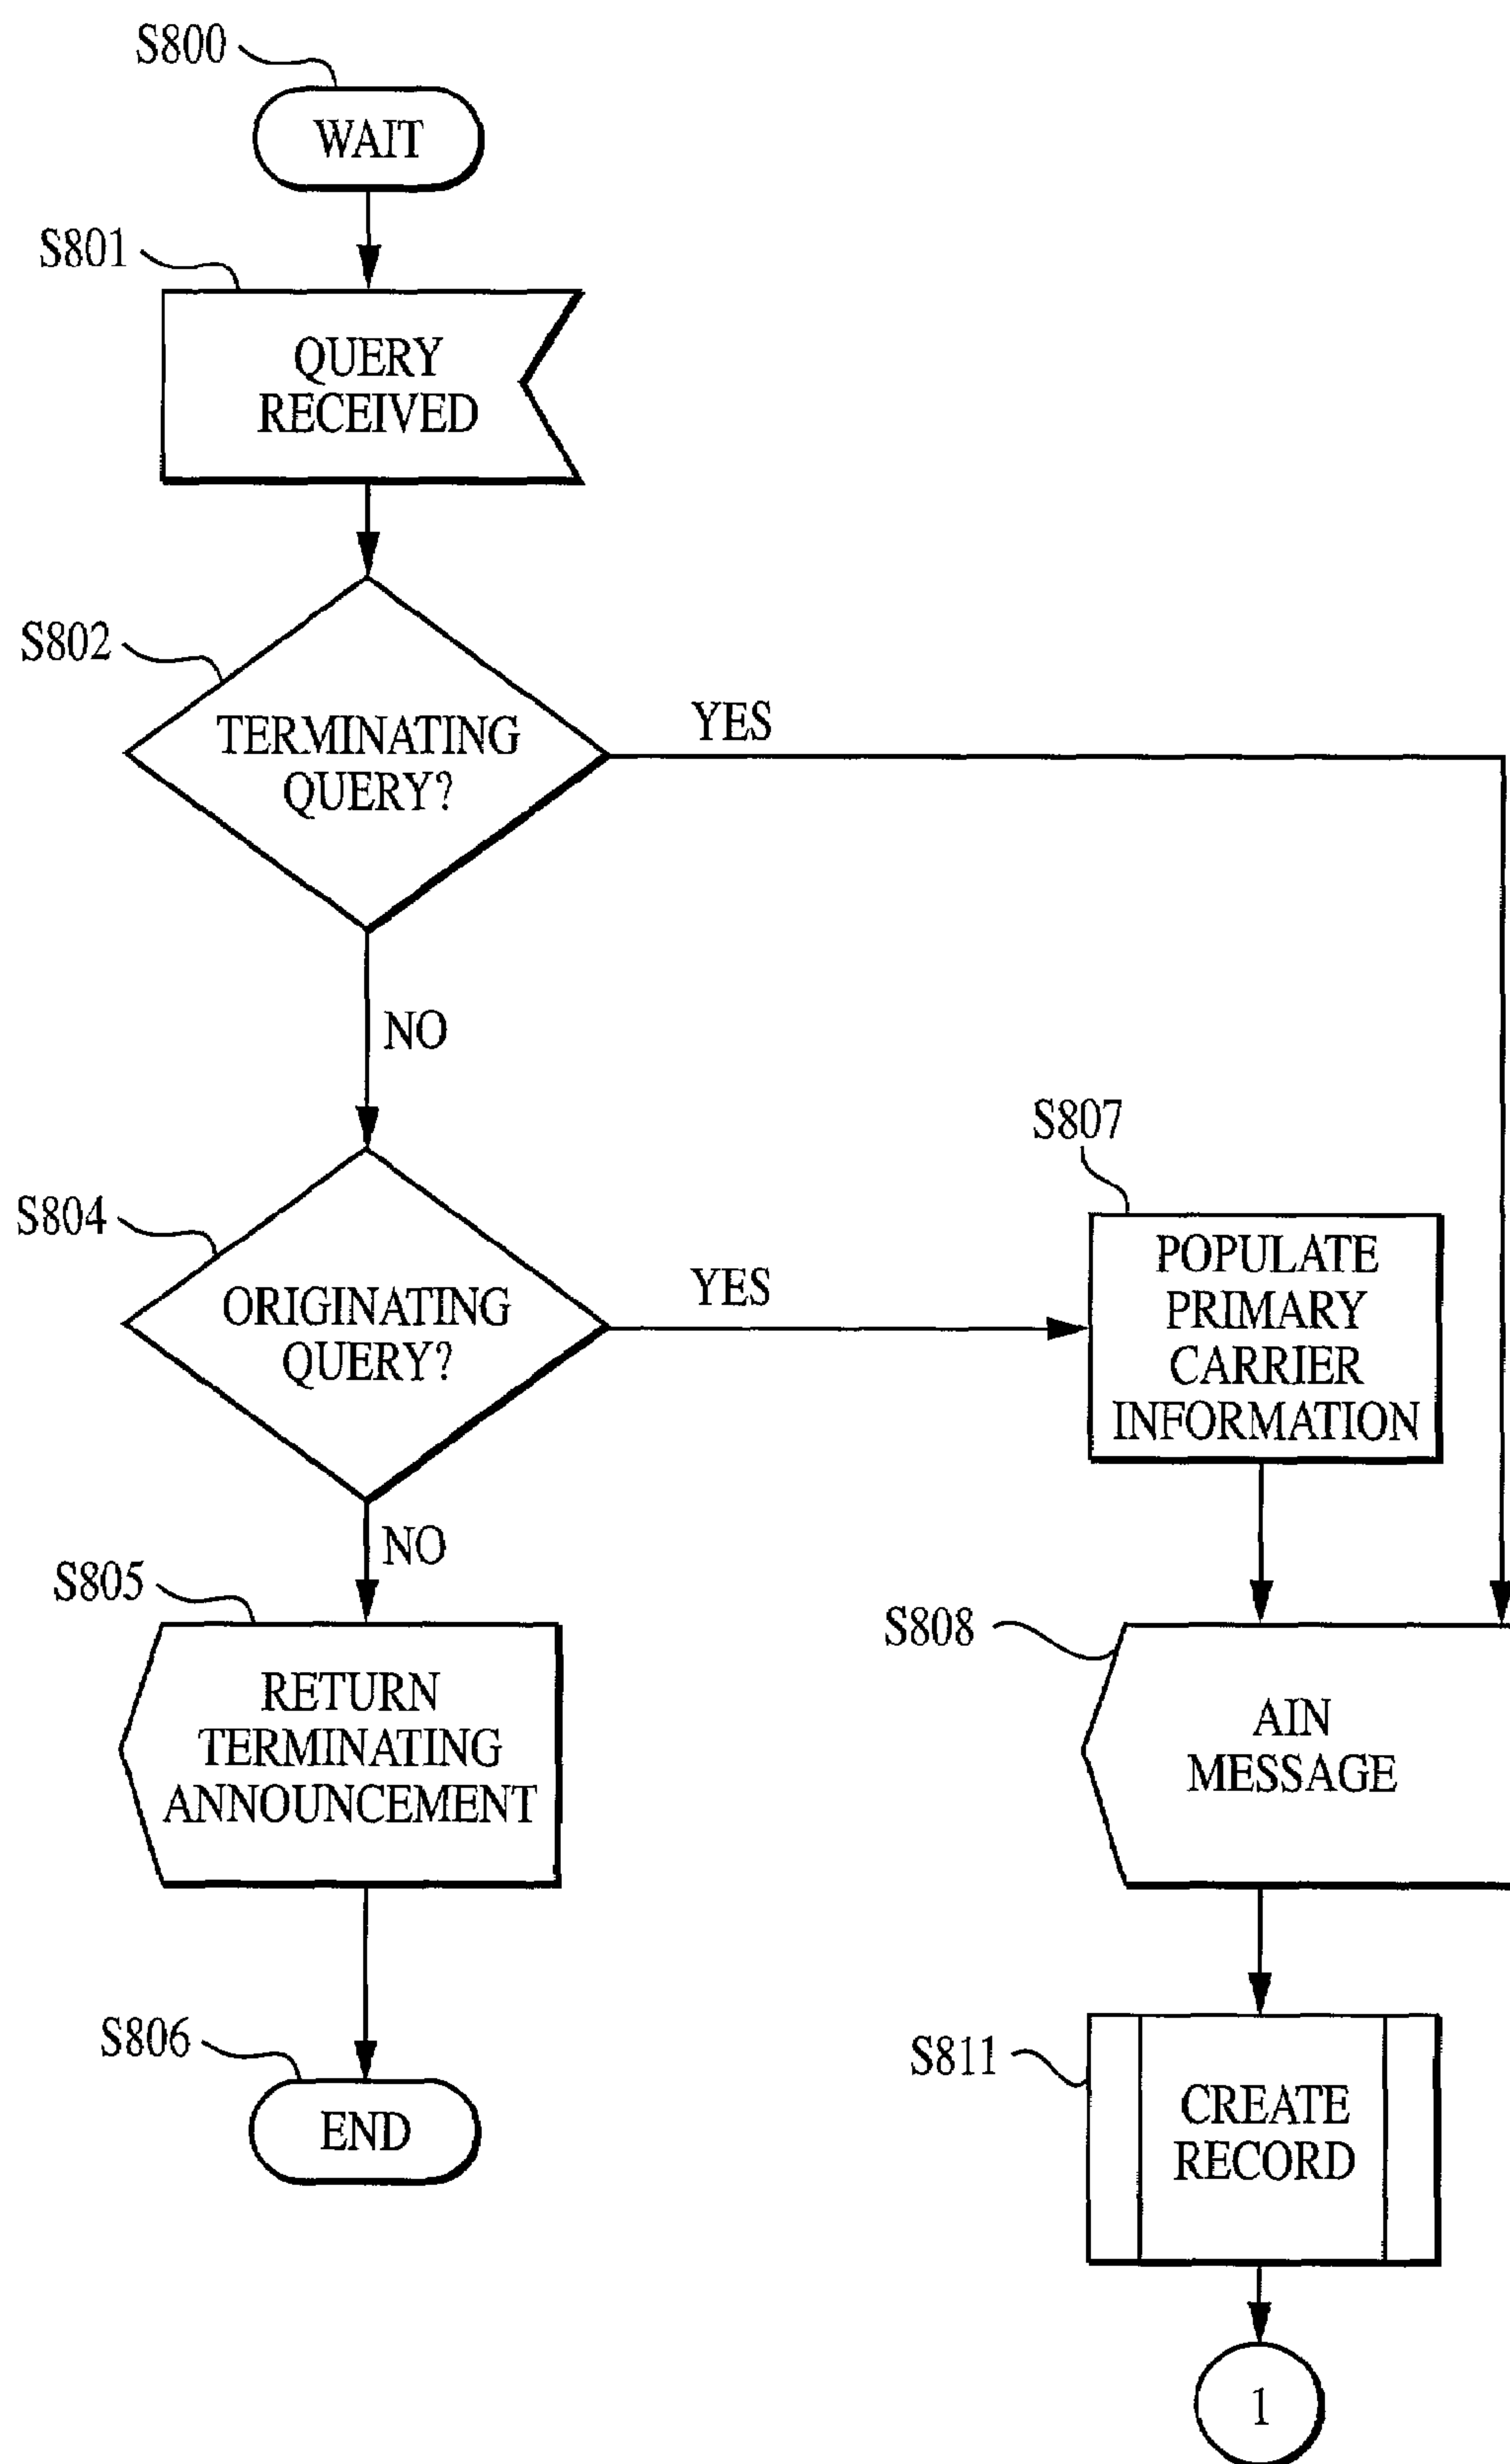 S800
WAIT
S801
QUERY
RECEIVED
S802
TERMINATING
QUERY?
YES
NO
S804
ORIGINATING
QUERY?
YES
S807
POPULATE
PRIMARY
CARRIER
INFORMATION
NO
S805
RETURN
TERMINATING
ANNOUNCEMENT
S808
AIN
MESSAGE
S806
END
S811
CREATE
RECORD
1